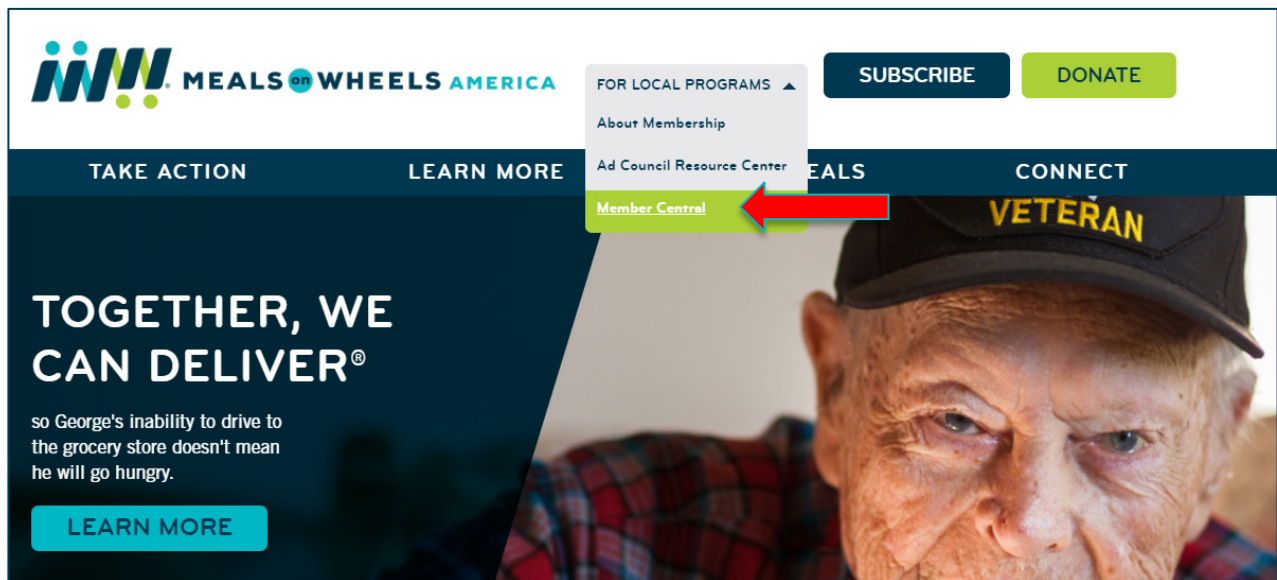 MEALS on WHEELS AMERICA
FOR LOCAL PROGRAMS
SUBSCRIBE
DONATE
About Membership
Ad Council Resource Center
Member Central
TAKE ACTION
LEARN MORE
EALS
CONNECT
VETERAN
TOGETHER, WE
CAN DELIVER®
so George's inability to drive to
the grocery store doesn't mean
he will go hungry.
LEARN MORE